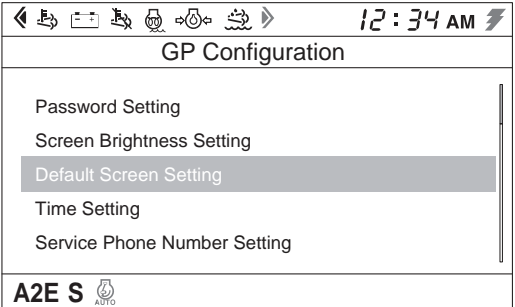 12:34 AM
GP Configuration
Password Setting
Screen Brightness Setting
Default Screen Setting
Time Setting
Service Phone Number Setting
A2E S AUTO